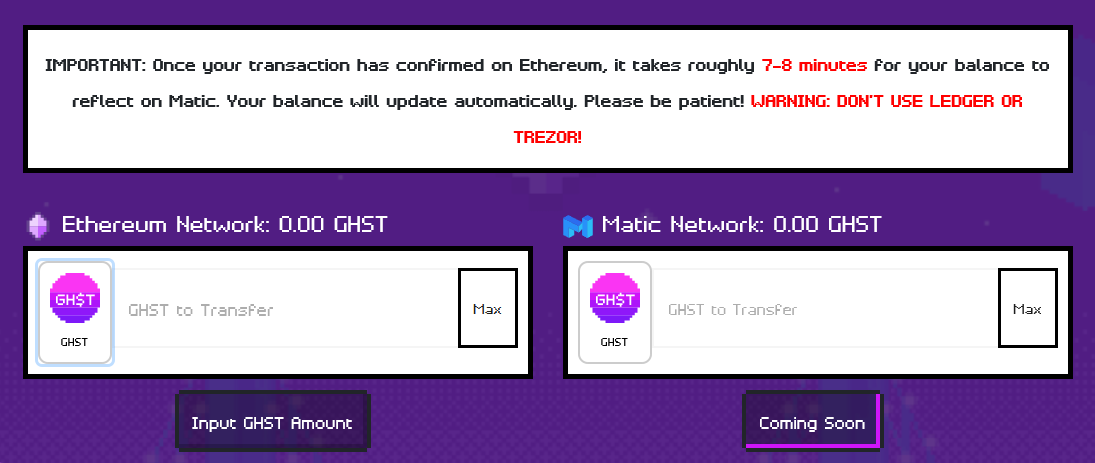 IMPORTANT: Once your transaction has confirmed on Ethereum, it takes roughly 7-8 minutes for your balance to
reflect on Matic. Your balance will update automatically. Please be patient! WARNING: DON'T USE LEDGER OR
TREZOR!
Ethereum Network: 0.00 GHST
GH$T
GHST
GHST to Transfer
Max
Input GHST Amount
Matic Network: 0.00 GHST
GH$T
GHST
GHST to Transfer
Max
Coming Soon